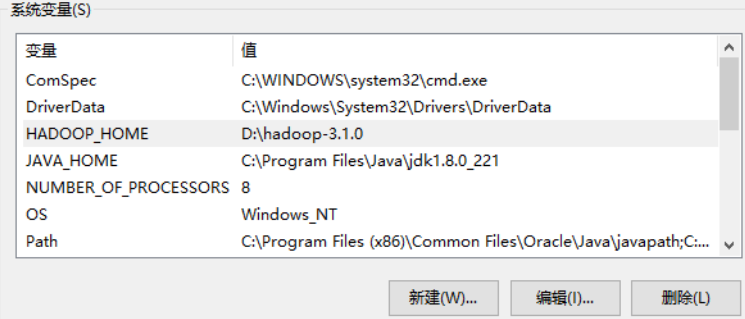 系统变量(S)
变量 值
ComSpec C:\WINDOWS\system32\cmd.exe
DriverData C:\Windows\System32\Drivers\DriverData
HADOOP_HOME D:\hadoop-3.1.0
JAVA_HOME C:\Program Files\Java\jdk1.8.0_221
NUMBER_OF_PROCESSORS 8
OS Windows_NT
Path C:\Program Files (x86)\Common Files\Oracle\Java\javapath;C:...
新建(W)... 编辑(I)... 删除(L)